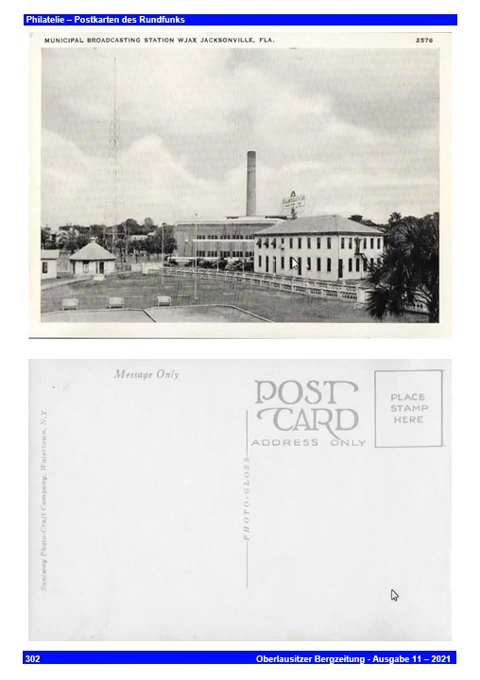 Philatelie – Postkarten des Rundfunks
MUNICIPAL BROADCASTING STATION WJAX JACKSONVILLE, FLA.
2576
Message Only
POST
CARD
ADDRESS ONLY
PLACE
STAMP
HERE
Photo-Craft Company, Watertown, N.Y.
PHOTO-GLOSS
302
Oberlausitzer Bergzeitung - Ausgabe 11 – 2021